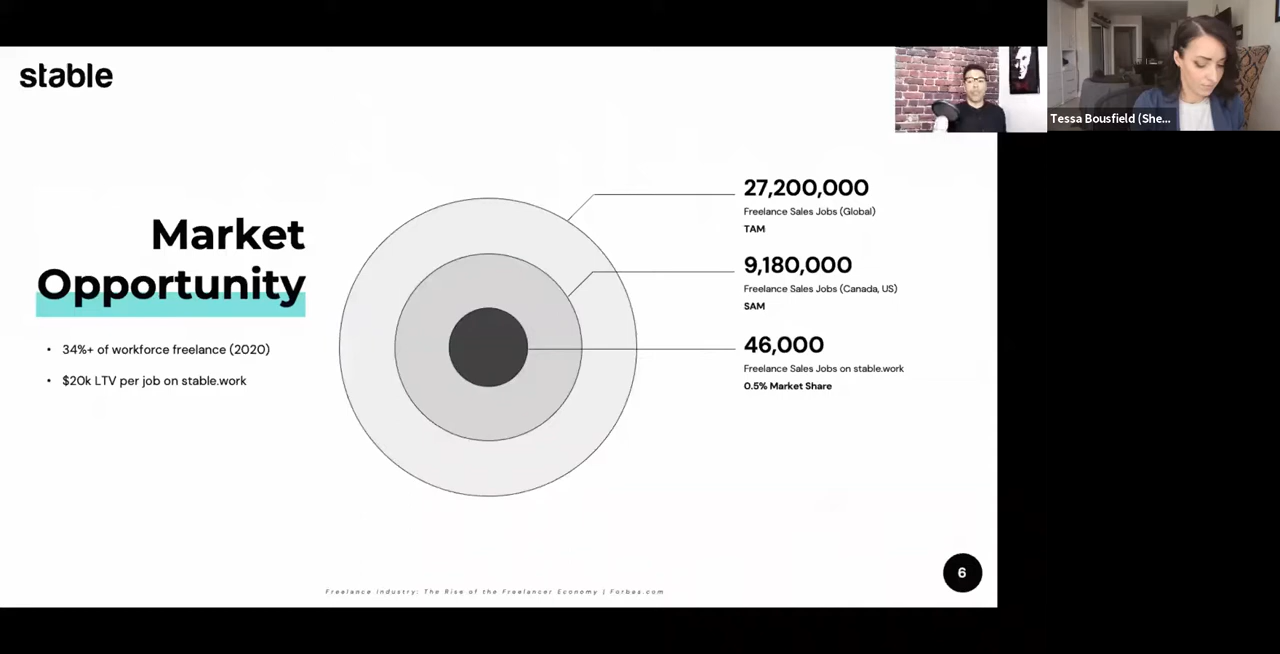 stable
Tessa Bousfield (She...
Market
Opportunity
• 34%+ of workforce freelance (2020)
• $20k LTV per job on stable.work
27,200,000
Freelance Sales Jobs (Global)
TAM
9,180,000
Freelance Sales Jobs (Canada, US)
SAM
46,000
Freelance Sales Jobs on stable.work
0.5% Market Share
Freelance Industry: The Rise of the Freelancer Economy | Forbas.com
6